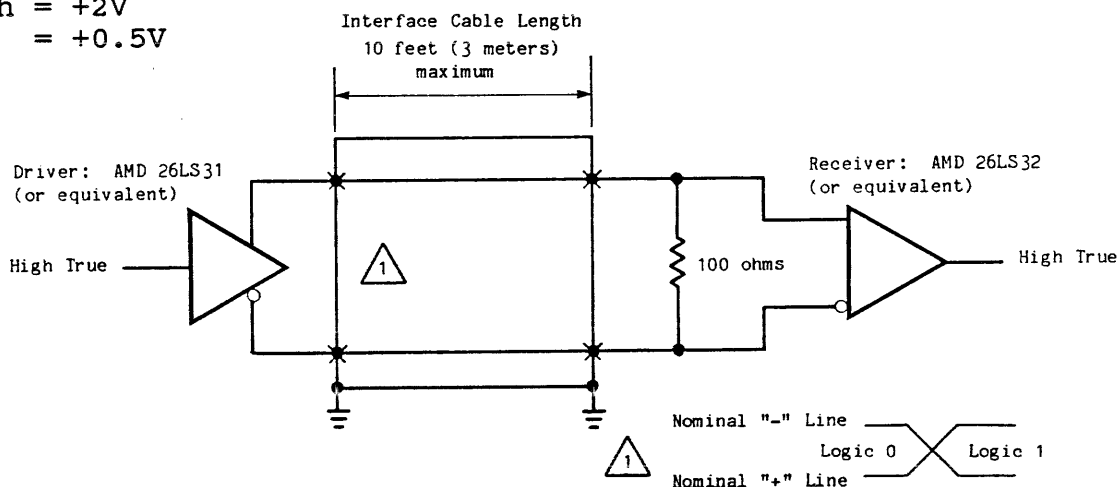 = +2V
= +0.5V
Interface Cable Length
10 feet (3 meters)
maximum
Driver: AMD 26LS31
(or equivalent)
Receiver: AMD 26LS32
(or equivalent)
High True
1
100 ohms
High True
Nominal "-" Line
Logic 0
Logic 1
1
Nominal "+" Line